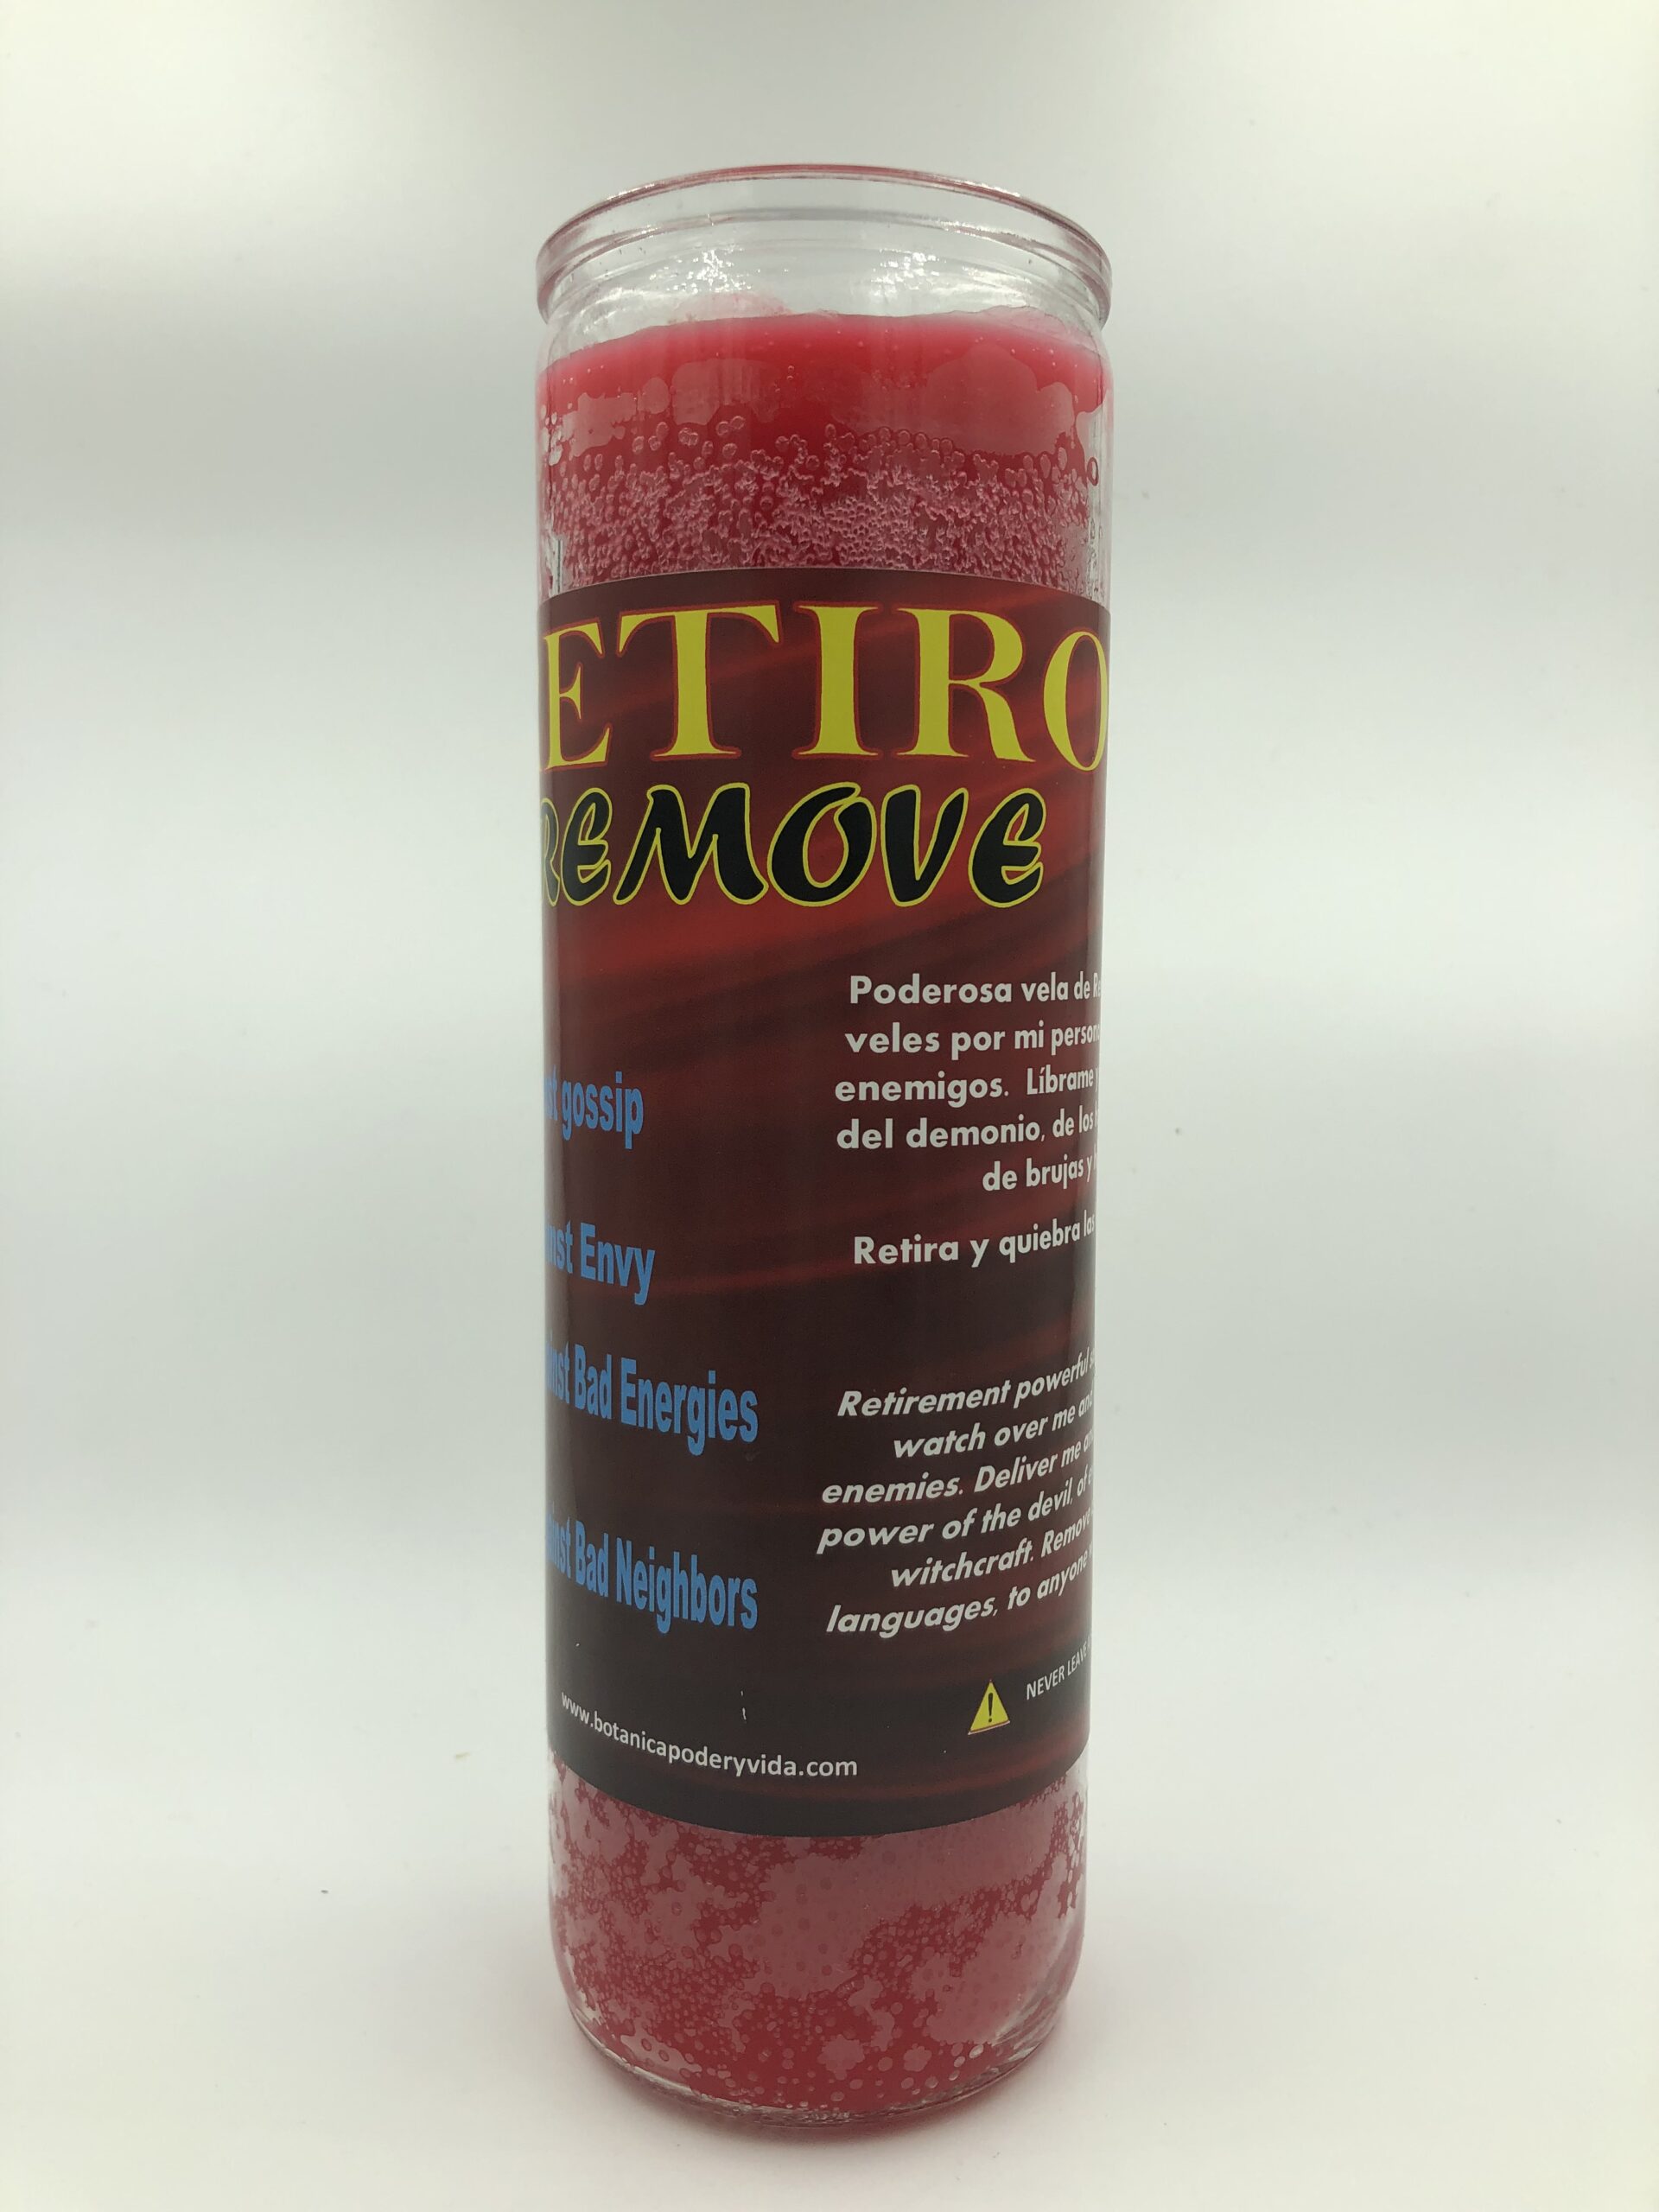 ETIRO
REMOVE
gossip
Envy
Bad Energies
Bad Neighbors
Poderosa vela de
veles por mi
enemigos. Líbrame
del demonio, de los
de brujas y
Retira y quiebra
Retirement powerful
watch over me
enemies. Deliver me
power of the devil, of
witchcraft. Remove
languages, to anyone
NEVER LEAVE
www.botanicapoderyvida.com